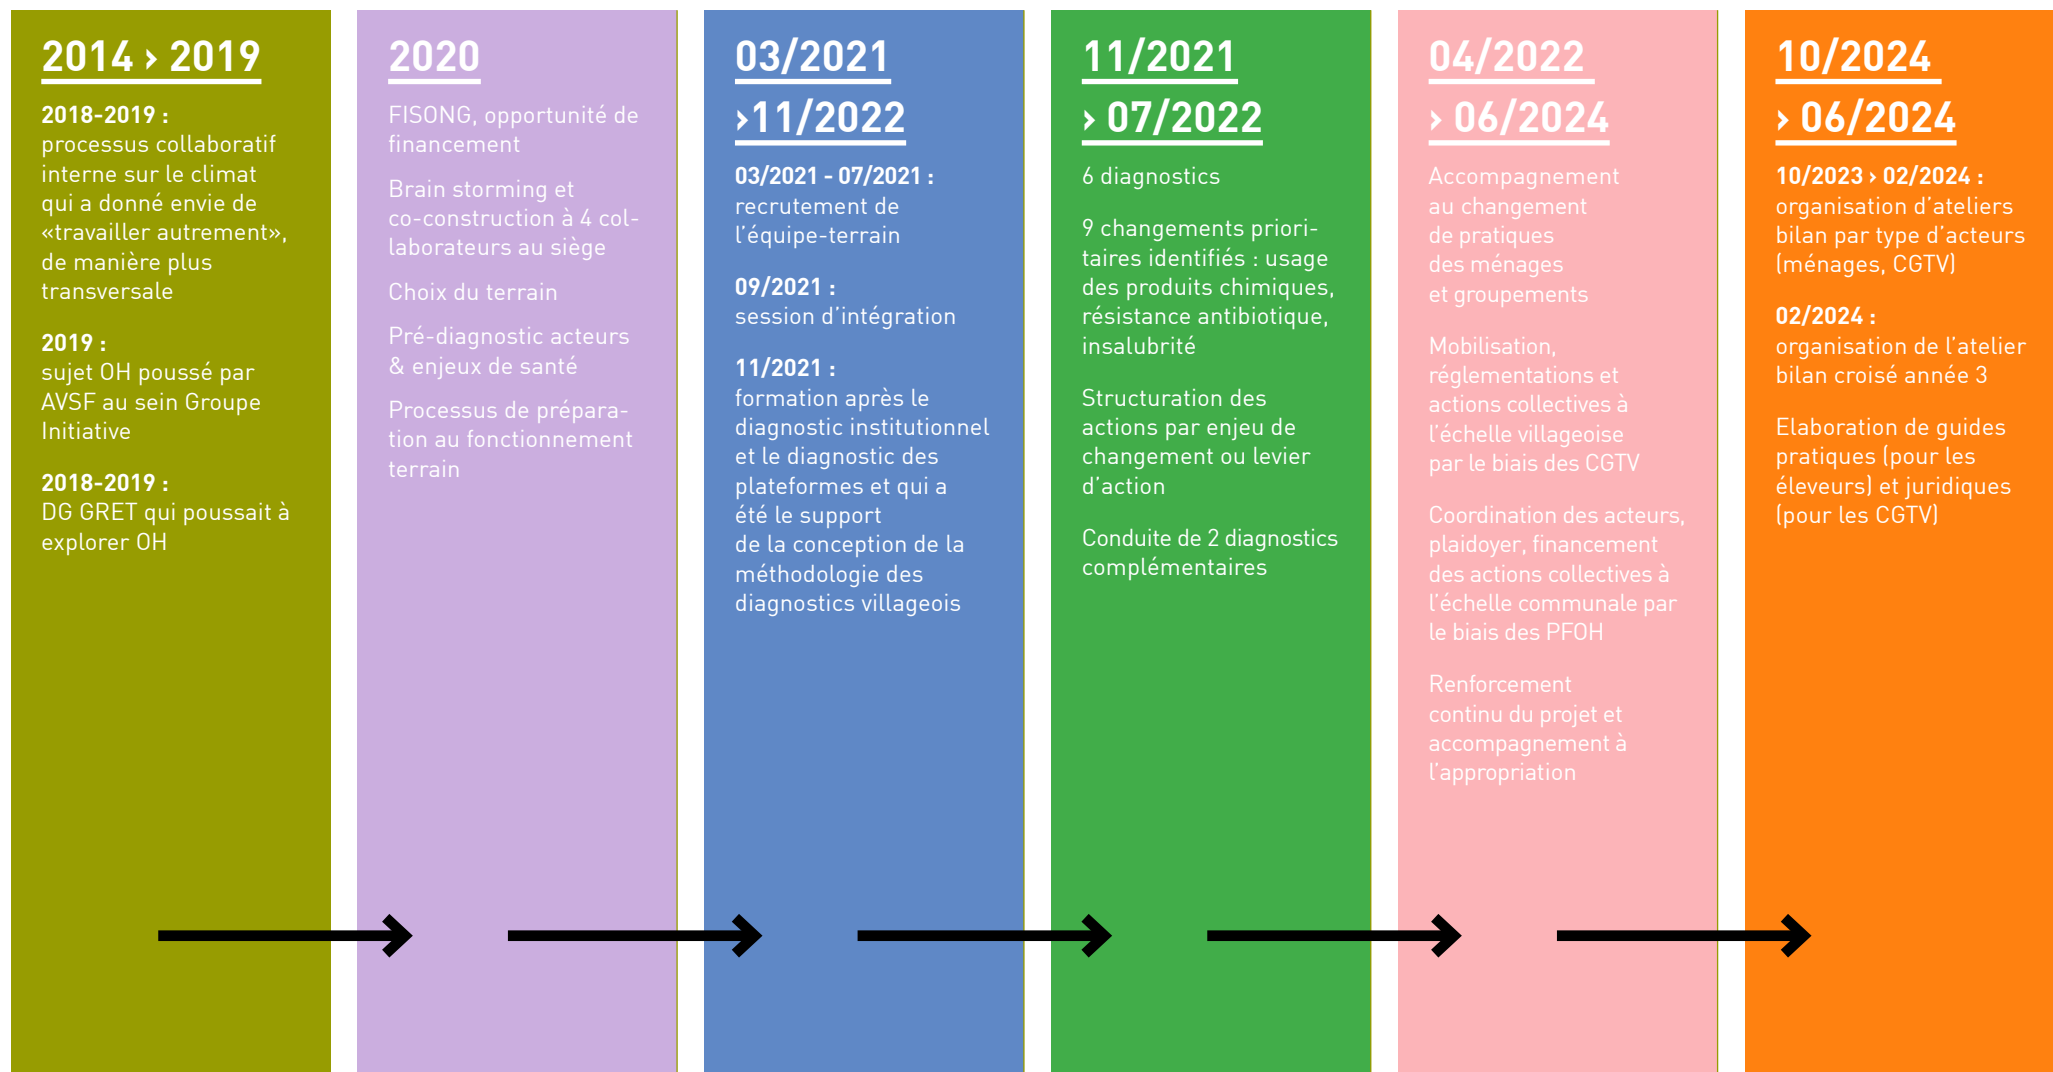 2014 › 2019
2018-2019 :
processus collaboratif
interne sur le climat
qui a donné envie de
«travailler autrement»,
de manière plus
transversale
2019 :
sujet OH poussé par
AVSF au sein Groupe
Initiative
2018-2019 :
DG GRET qui poussait à
explorer OH
2020
FISONG, opportunité de
financement
Brain storming et
co-construction à 4 col-
laborateurs au siège
Choix du terrain
Pré-diagnostic acteurs
& enjeux de santé
Processus de prépara-
tion au fonctionnement
terrain
03/2021
›11/2022
03/2021 - 07/2021 :
recrutement de
l’équipe-terrain
09/2021 :
session d’intégration
11/2021 :
formation après le
diagnostic institutionnel
et le diagnostic des
plateformes et qui a
été le support
de la conception de la
méthodologie des
diagnostics villageois
11/2021
› 07/2022
6 diagnostics
9 changements priori-
taires identifiés : usage
des produits chimiques,
résistance antibiotique,
insalubrité
Structuration des
actions par enjeu de
changement ou levier
d’action
Conduite de 2 diagnostics
complémentaires
04/2022
› 06/2024
Accompagnement
au changement
de pratiques
des ménages
et groupements
Mobilisation,
réglementations et
actions collectives à
l’échelle villageoise
par le biais des CGTV
Coordination des acteurs,
plaidoyer, financement
des actions collectives à
l’échelle communale par
le biais des PFOH
Renforcement
continu du projet et
accompagnement à
l’appropriation
10/2024
› 06/2024
10/2023 › 02/2024 :
organisation d’ateliers
bilan par type d’acteurs
(ménages, CGTV)
02/2024 :
organisation de l’atelier
bilan croisé année 3
Elaboration de guides
pratiques (pour les
éleveurs) et juridiques
(pour les CGTV)